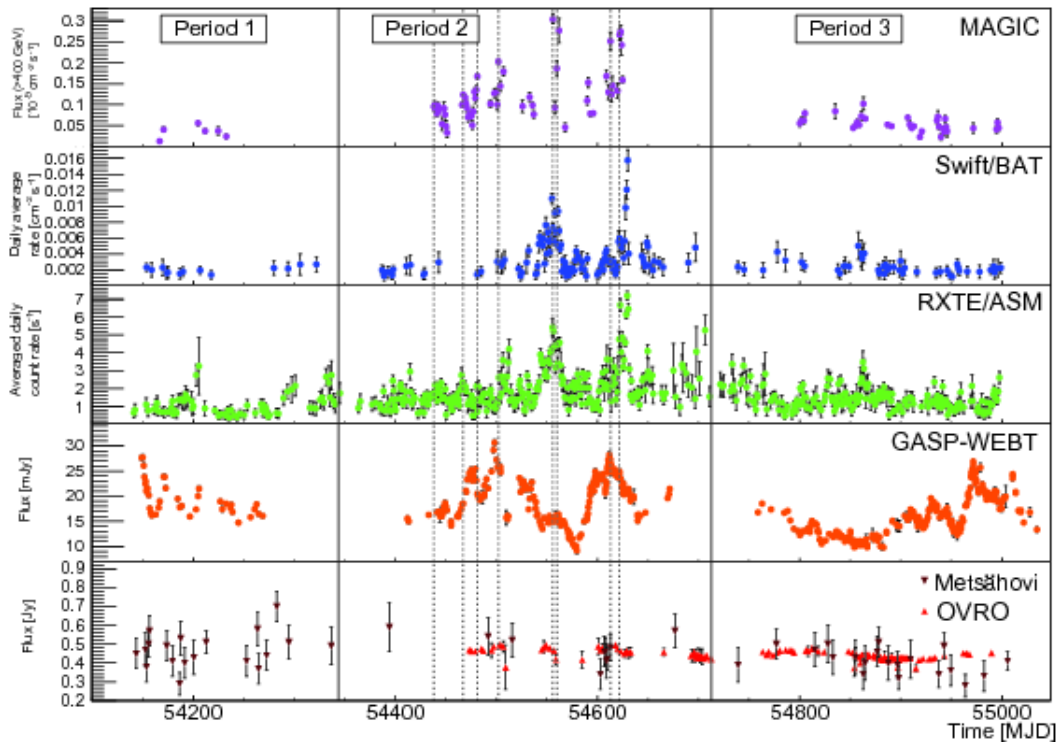 Period 1
Period 2
Period 3
MAGIC
Flux (>400 GeV)
0.3
0.25
0.2
0.15
0.1
0.05
Swift/BAT
Daily average
rate [cm⁻² s⁻¹]
0.016
0.014
0.012
0.01
0.008
0.006
0.004
0.002
RXTE/ASM
Averaged daily
count rate [s⁻¹]
7
6
5
4
3
2
1
GASP-WEBT
Flux [mJy]
30
25
20
15
10
Metsähovi
OVRO
Flux [Jy]
0.9
0.8
0.7
0.6
0.5
0.4
0.3
0.2
54200
54400
54600
54800
55000
Time [MJD]